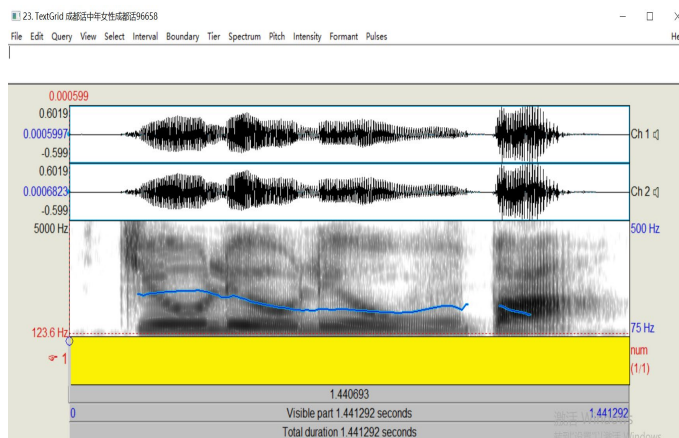 23. TextGrid 成都话中年女性成都话96658
File Edit Query View Select Interval Boundary Tier Spectrum Pitch Intensity Formant Pulses He
0.000599
0.6019
0.0005997
-0.599
Ch 1
0.6019
0.0006823
-0.599
Ch 2
5000 Hz
500 Hz
123.6 Hz
75 Hz
1
num
(1/1)
1.440693
0 Visible part 1.441292 seconds 1.441292
Total duration 1.441292 seconds
激活 Windows